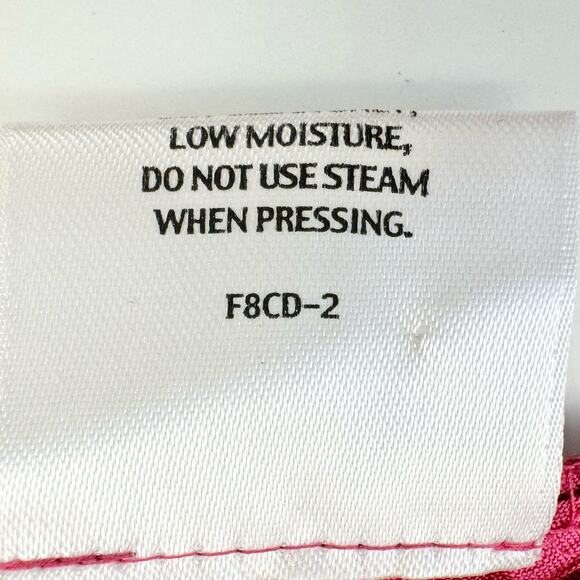 LOW MOISTURE,
DO NOT USE STEAM
WHEN PRESSING.
F8CD-2